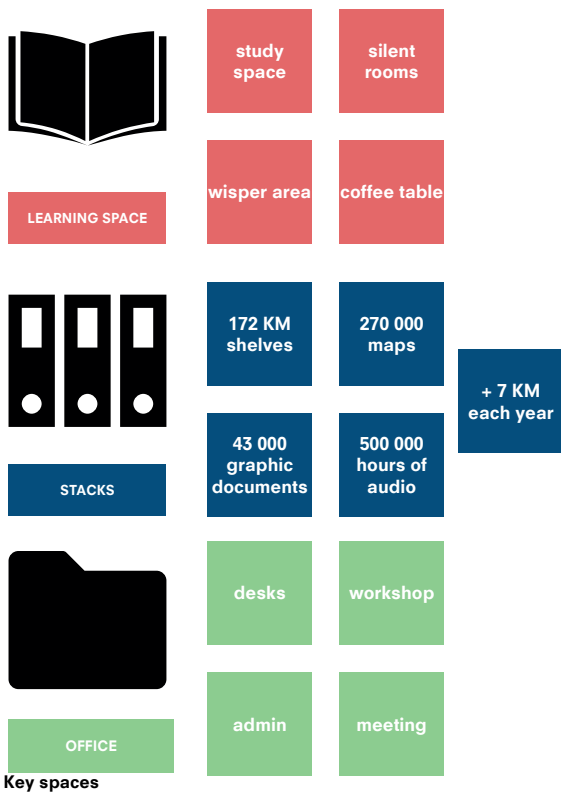 study
space
silent
rooms
wisper area
coffee table
LEARNING SPACE
172 KM
shelves
270 000
maps
+ 7 KM
each year
43 000
graphic
documents
500 000
hours of
audio
STACKS
desks
workshop
admin
meeting
OFFICE
Key spaces